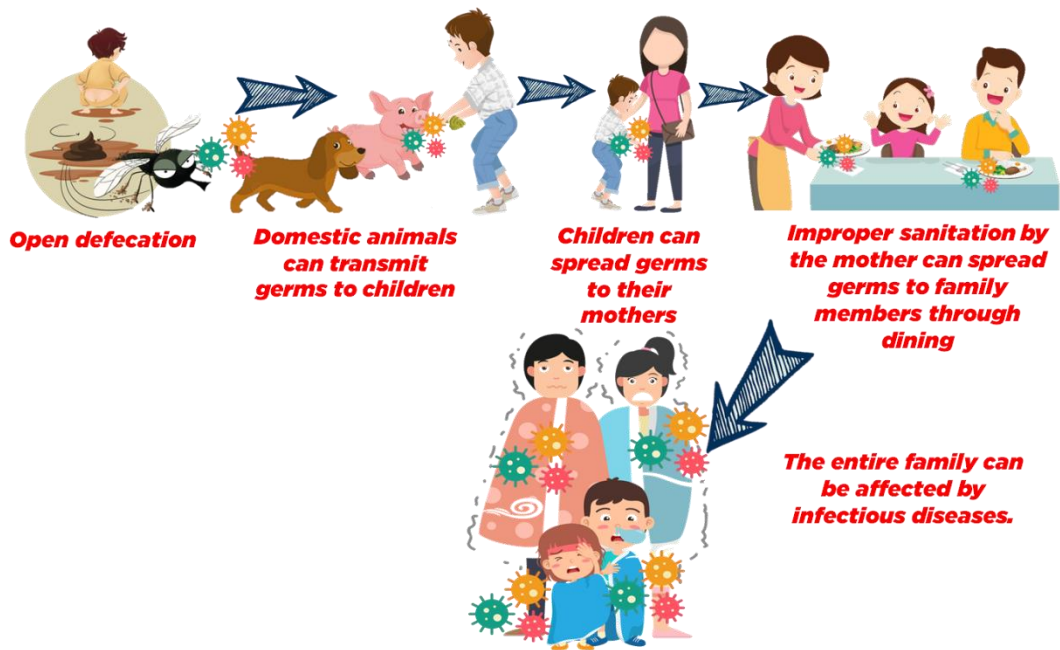 Open defecation
Domestic animals
can transmit
germs to children
Children can
spread germs
to their
mothers
Improper sanitation by
the mother can spread
germs to family
members through
dining
The entire family can
be affected by
infectious diseases.